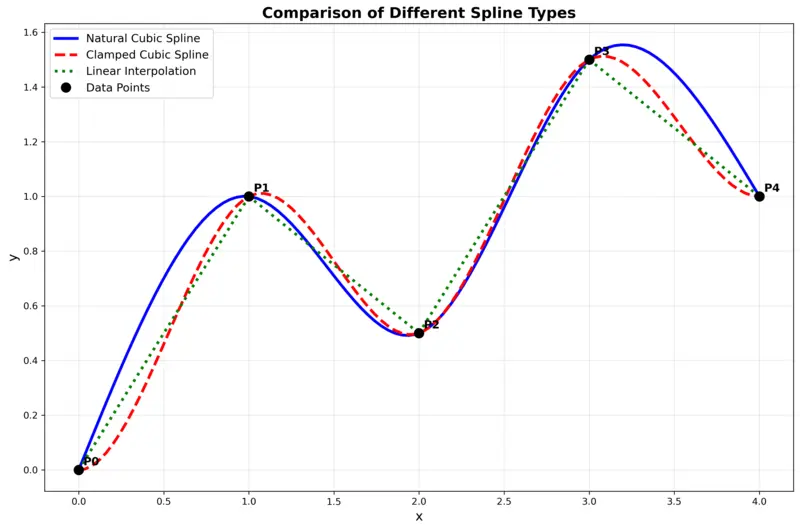 Comparison of Different Spline Types
Natural Cubic Spline
Clamped Cubic Spline
Linear Interpolation
Data Points
1.6
1.4
1.2
1.0
0.8
0.6
0.4
0.2
0.0
y
P0
P1
P2
P3
P4
0.0 0.5 1.0 1.5 2.0 2.5 3.0 3.5 4.0
x